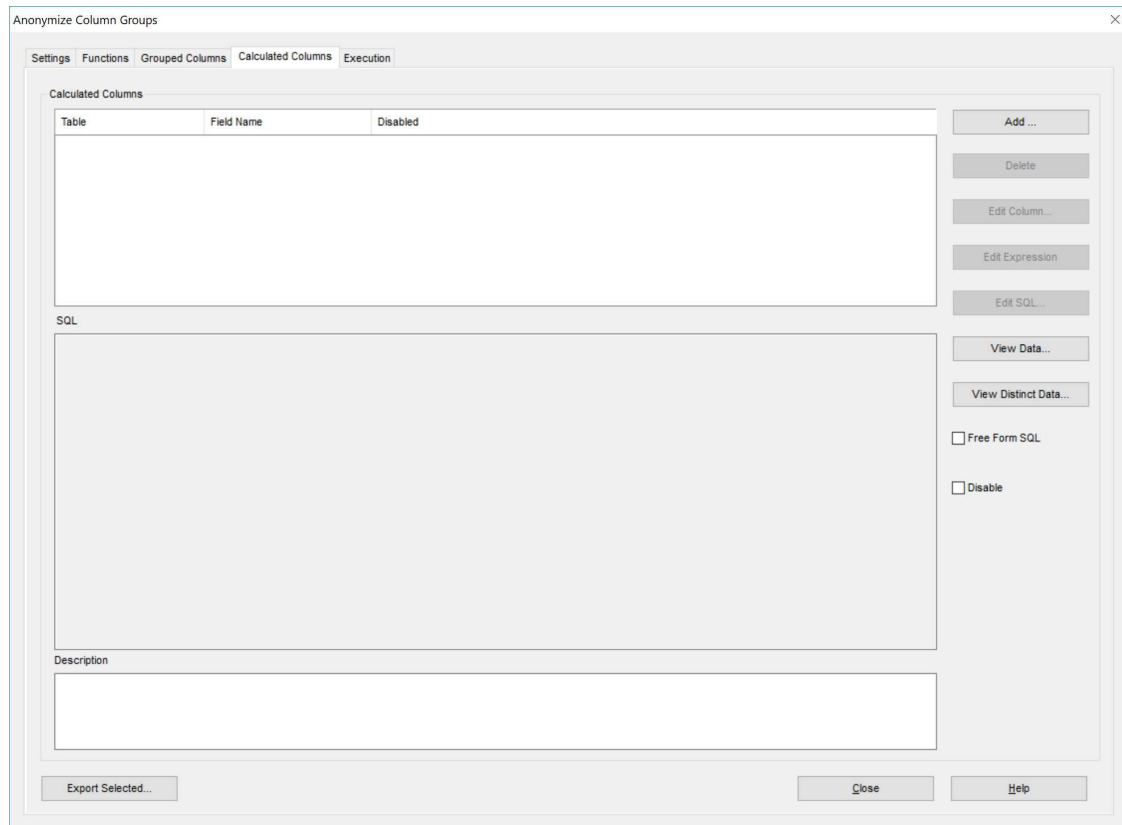 Anonymize Column Groups
Settings Functions Grouped Columns Calculated Columns Execution
Calculated Columns
Table Field Name Disabled
Add ...
Delete
Edit Column...
Edit Expression
Edit SQL...
SQL
View Data...
View Distinct Data...
Free Form SQL
Disable
Description
Export Selected... Close Help